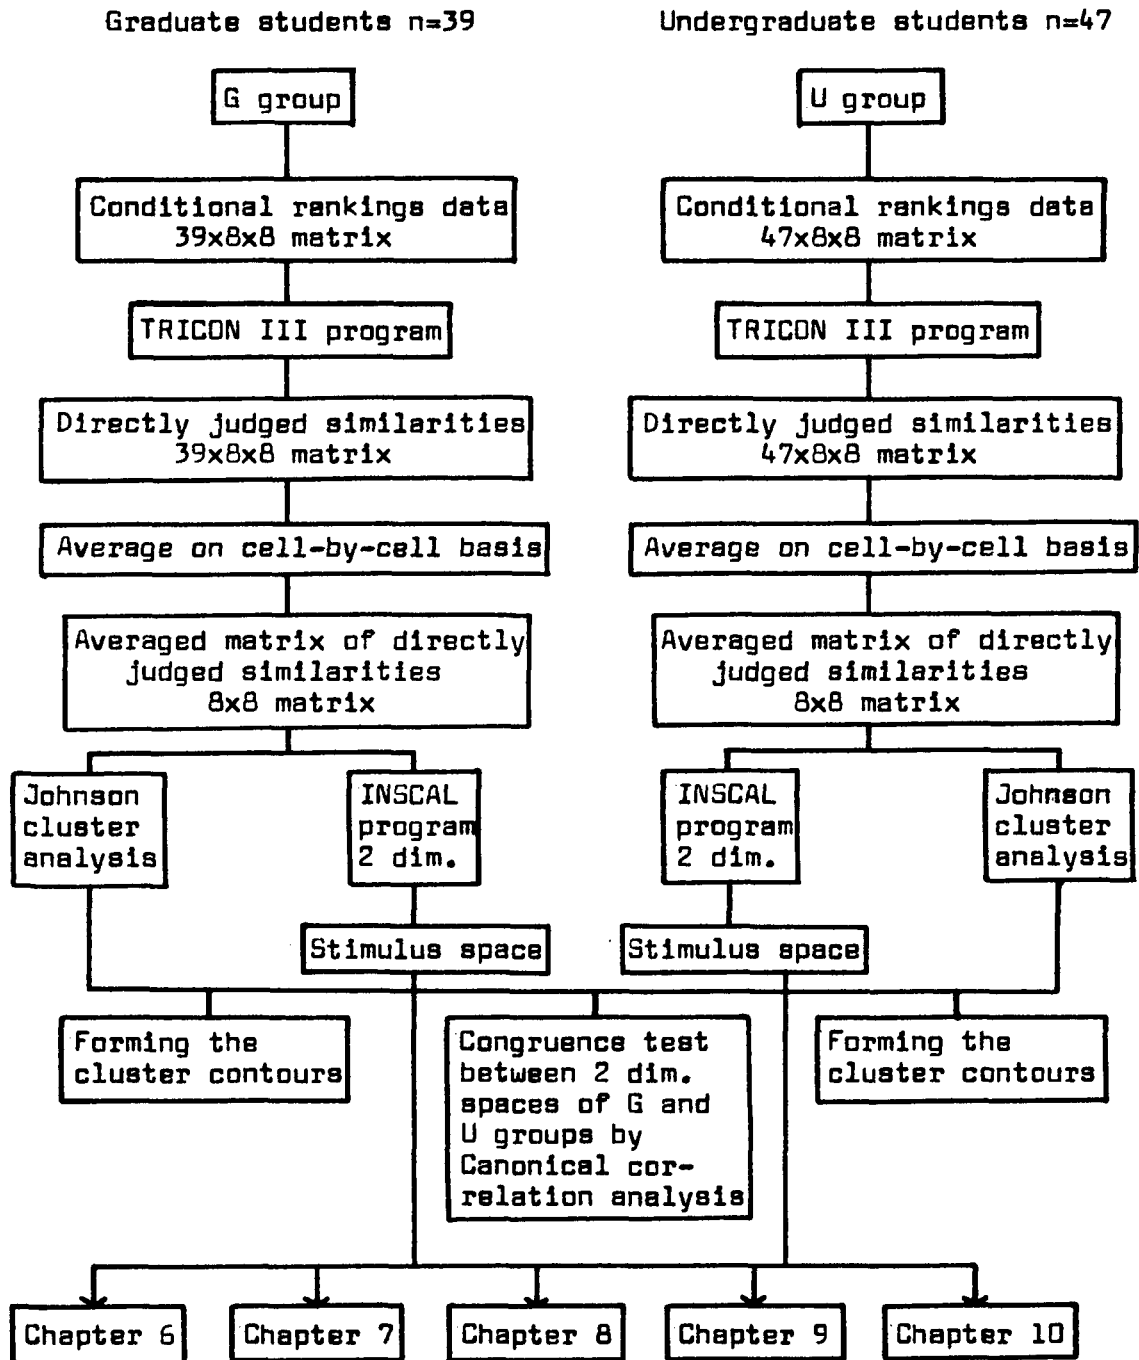 Graduate students n=39
Undergraduate students n=47
G group
U group
Conditional rankings data
39x8x8 matrix
Conditional rankings data
47x8x8 matrix
TRICON III program
TRICON III program
Directly judged similarities
39x8x8 matrix
Directly judged similarities
47x8x8 matrix
Average on cell-by-cell basis
Average on cell-by-cell basis
Averaged matrix of directly
judged similarities
8x8 matrix
Averaged matrix of directly
judged similarities
8x8 matrix
Johnson
cluster
analysis
INSCAL
program
2 dim.
INSCAL
program
2 dim.
Johnson
cluster
analysis
Stimulus space
Stimulus space
Forming the
cluster contours
Congruence test
between 2 dim.
spaces of G and
U groups by
Canonical cor-
relation analysis
Forming the
cluster contours
Chapter 6
Chapter 7
Chapter 8
Chapter 9
Chapter 10